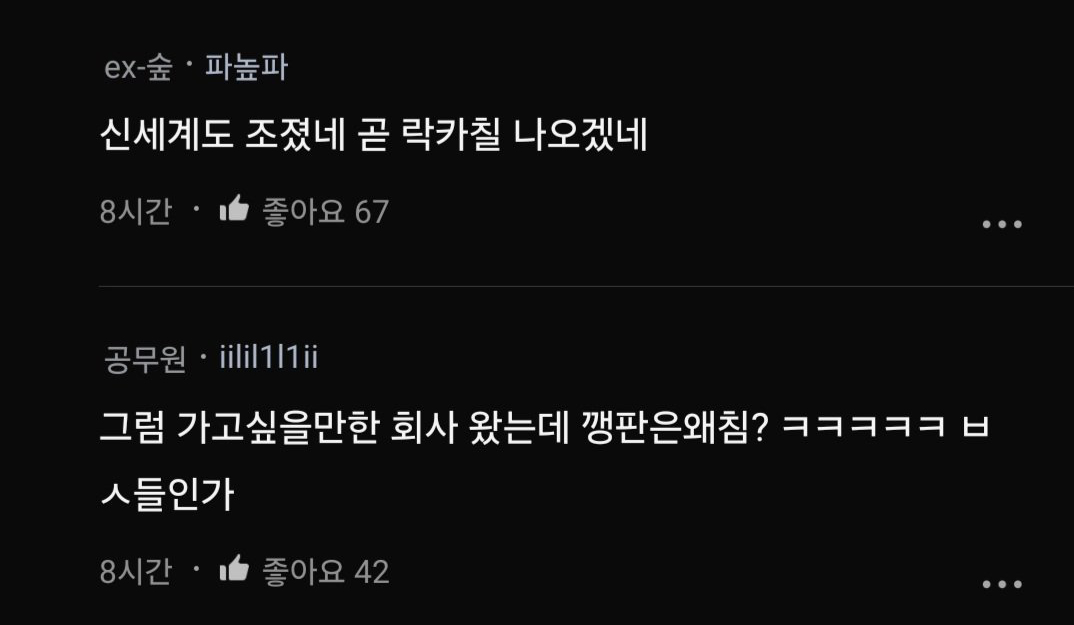 ex-숲 · 파높파
신세계도 조졌네 곧 락카칠 나오겠네
8시간 · 좋아요 67
공무원 · iilil1l1ii
그럼 가고싶을만한 회사 왔는데 깽판은왜침? ㅋㅋㅋㅋㅋ ㅂ
ㅅ들인가
8시간 · 좋아요 42